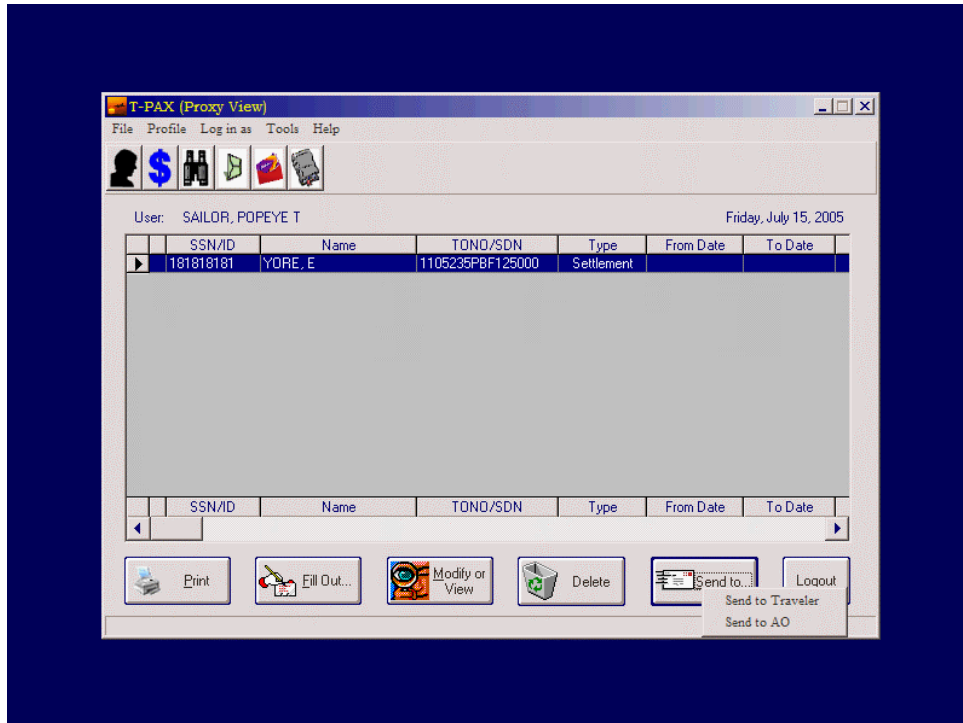 T-PAX (Proxy View)
File Profile Log in as Tools Help
User: SAILOR, POPEYE T Friday, July 15, 2005
SSN/ID Name TONO/SDN Type From Date To Date
181818181 YORE, E 1105235PBF125000 Settlement
SSN/ID Name TONO/SDN Type From Date To Date
Print Fill Out... Modify or View Delete Send to... Logout
Send to Traveler
Send to AO